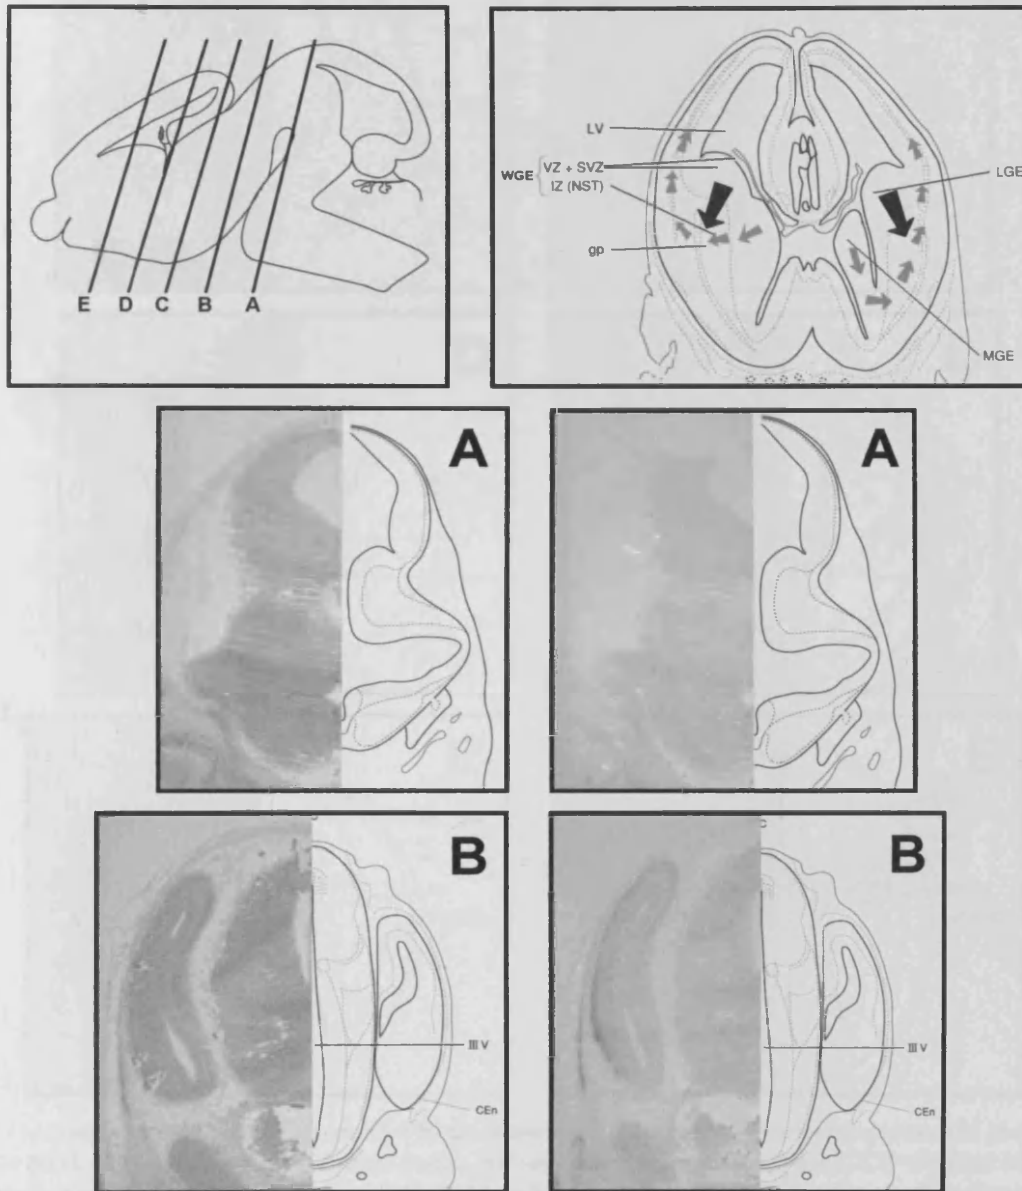 E D C B A
LV
WGE
VZ + SVZ
IZ (NST)
gp
LGE
MGE
A
A
B
III V
CEn
B
III V
CEn